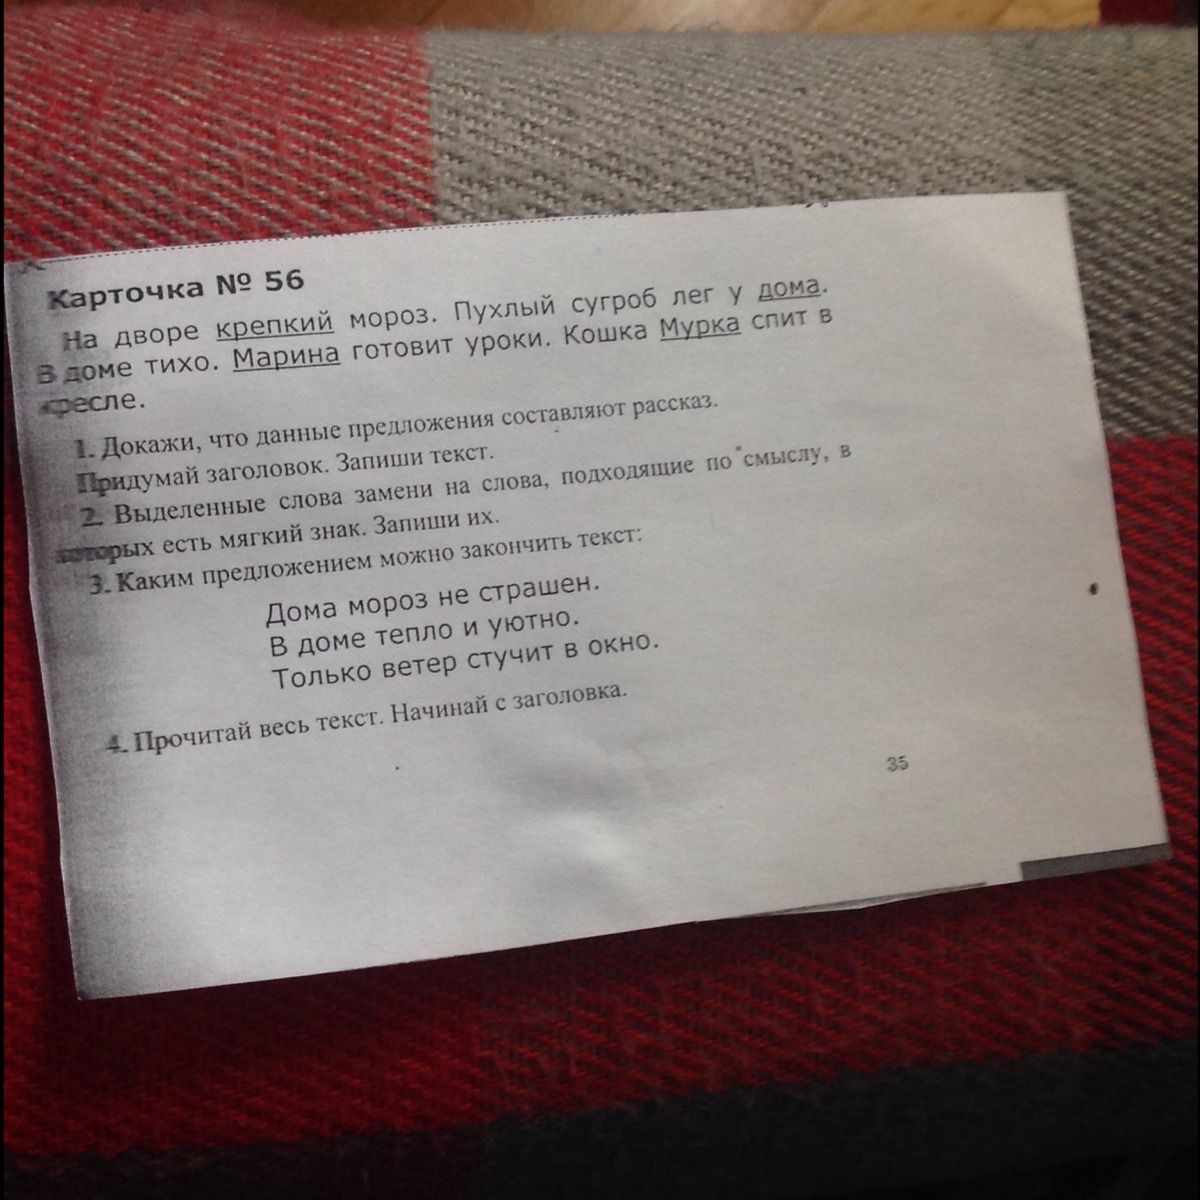 Карточка № 56
На дворе крепкий мороз. Пухлый сугроб лег у дома.
В доме тихо. Марина готовит уроки. Кошка Мурка спит в
кресле.
1. Докажи, что данные предложения составляют рассказ.
Придумай заголовок. Запиши текст.
2. Выделенные слова замени на слова, подходящие по смыслу, в
которых есть мягкий знак. Запиши их.
3. Каким предложением можно закончить текст:
Дома мороз не страшен.
В доме тепло и уютно.
Только ветер стучит в окно.
4. Прочитай весь текст. Начинай с заголовка.
35